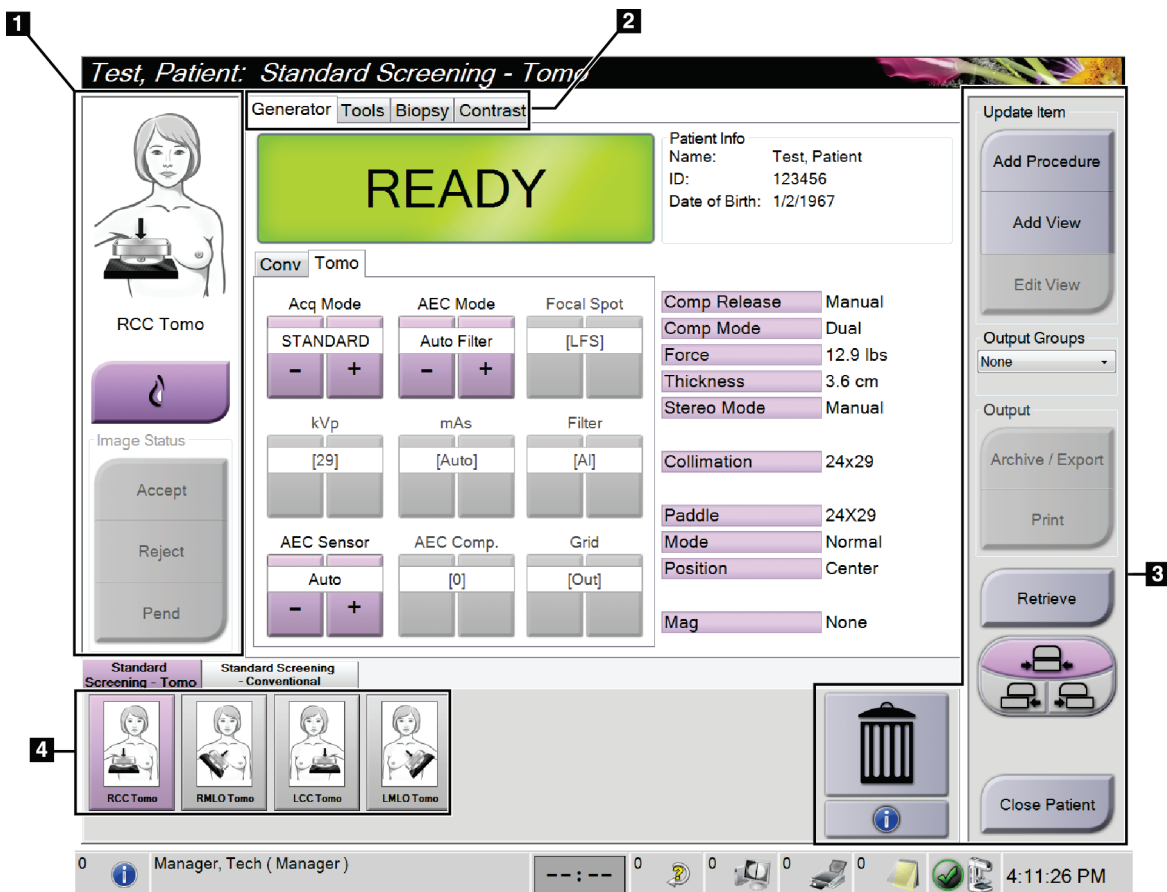 1
2
Test, Patient: Standard Screening - Tomo
Generator Tools Biopsy Contrast
READY
Patient Info
Name: Test, Patient
ID: 123456
Date of Birth: 1/2/1967
RCC Tomo
Image Status
Accept
Reject
Pend
Conv Tomo
Acq Mode AEC Mode Focal Spot
STANDARD Auto Filter [LFS]
- + - +
kVp mAs Filter
[29] [Auto] [Al]
AEC Sensor AEC Comp. Grid
Auto [0] [Out]
- +
Comp Release Manual
Comp Mode Dual
Force 12.9 lbs
Thickness 3.6 cm
Stereo Mode Manual
Collimation 24x29
Paddle 24X29
Mode Normal
Position Center
Mag None
Update Item
Add Procedure
Add View
Edit View
Output Groups
None
Output
Archive / Export
Print
Retrieve
3
Close Patient
Standard
Screening - Tomo
Standard Screening
- Conventional
4
RCC Tomo RMLO Tomo LCC Tomo LMLO Tomo
0 Manager, Tech ( Manager ) --:-- 0 0 0 0 4:11:26 PM